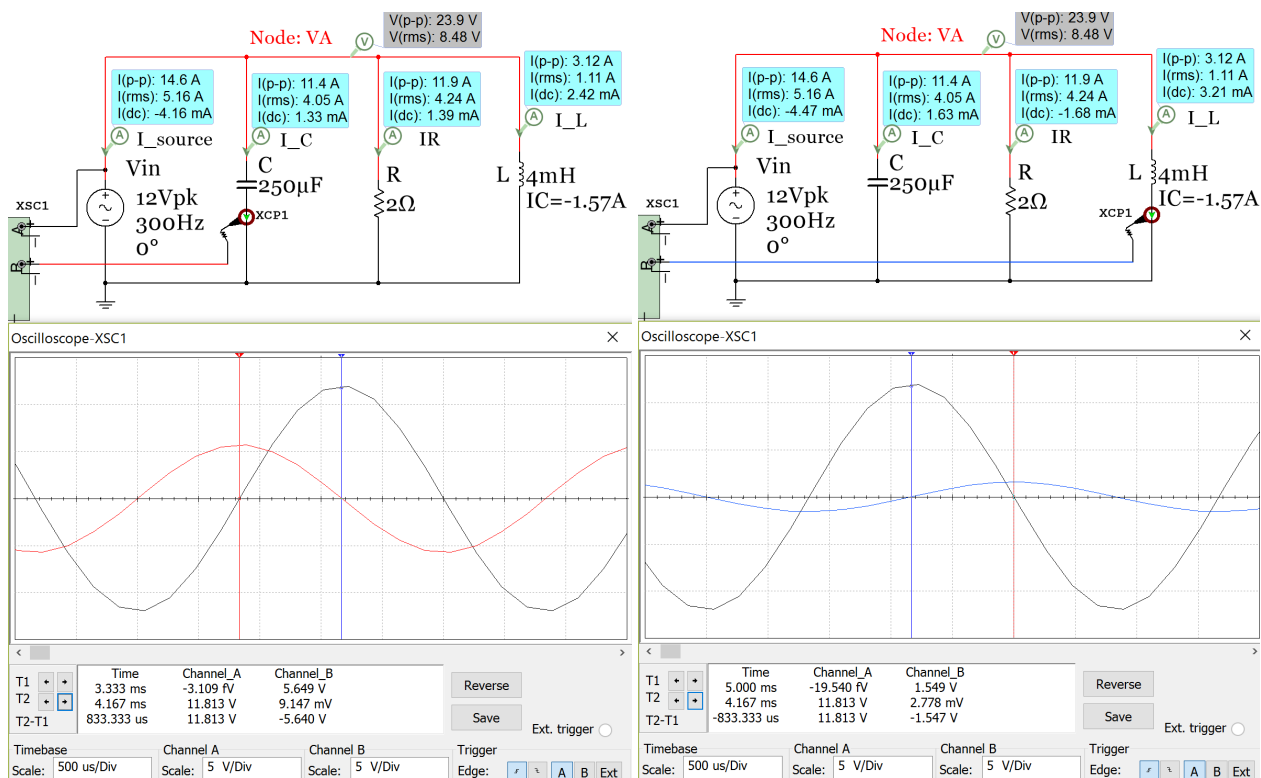 V(p-p): 23.9 V
V(rms): 8.48 V
Node: VA
V
I(p-p): 14.6 A
I(rms): 5.16 A
I(dc): -4.16 mA
I(p-p): 11.4 A
I(rms): 4.05 A
I(dc): 1.33 mA
I(p-p): 11.9 A
I(rms): 4.24 A
I(dc): 1.39 mA
I(p-p): 3.12 A
I(rms): 1.11 A
I(dc): 2.42 mA
A I_source
A I_C
A IR
A I_L
Vin
12Vpk
300Hz
0°
C
250µF
R
2Ω
L 4mH
IC=-1.57A
XSC1
XCP1
A
B
V(p-p): 23.9 V
V(rms): 8.48 V
Node: VA
V
I(p-p): 14.6 A
I(rms): 5.16 A
I(dc): -4.47 mA
I(p-p): 11.4 A
I(rms): 4.05 A
I(dc): 1.63 mA
I(p-p): 11.9 A
I(rms): 4.24 A
I(dc): -1.68 mA
I(p-p): 3.12 A
I(rms): 1.11 A
I(dc): 3.21 mA
A I_source
A I_C
A IR
A I_L
Vin
12Vpk
300Hz
0°
C
250µF
R
2Ω
L 4mH
IC=-1.57A
XSC1
XCP1
A
B
Oscilloscope-XSC1
Time Channel_A Channel_B
T1 3.333 ms -3.109 fV 5.649 V
T2 4.167 ms 11.813 V 9.147 mV
T2-T1 833.333 us 11.813 V -5.640 V
Reverse
Save
Ext. trigger
Timebase
Scale: 500 us/Div
Channel A
Scale: 5 V/Div
Channel B
Scale: 5 V/Div
Trigger
Edge: A B Ext
Oscilloscope-XSC1
Time Channel_A Channel_B
T1 5.000 ms -19.540 fV 1.549 V
T2 4.167 ms 11.813 V 2.778 mV
T2-T1 -833.333 us 11.813 V -1.547 V
Reverse
Save
Ext. trigger
Timebase
Scale: 500 us/Div
Channel A
Scale: 5 V/Div
Channel B
Scale: 5 V/Div
Trigger
Edge: A B Ext